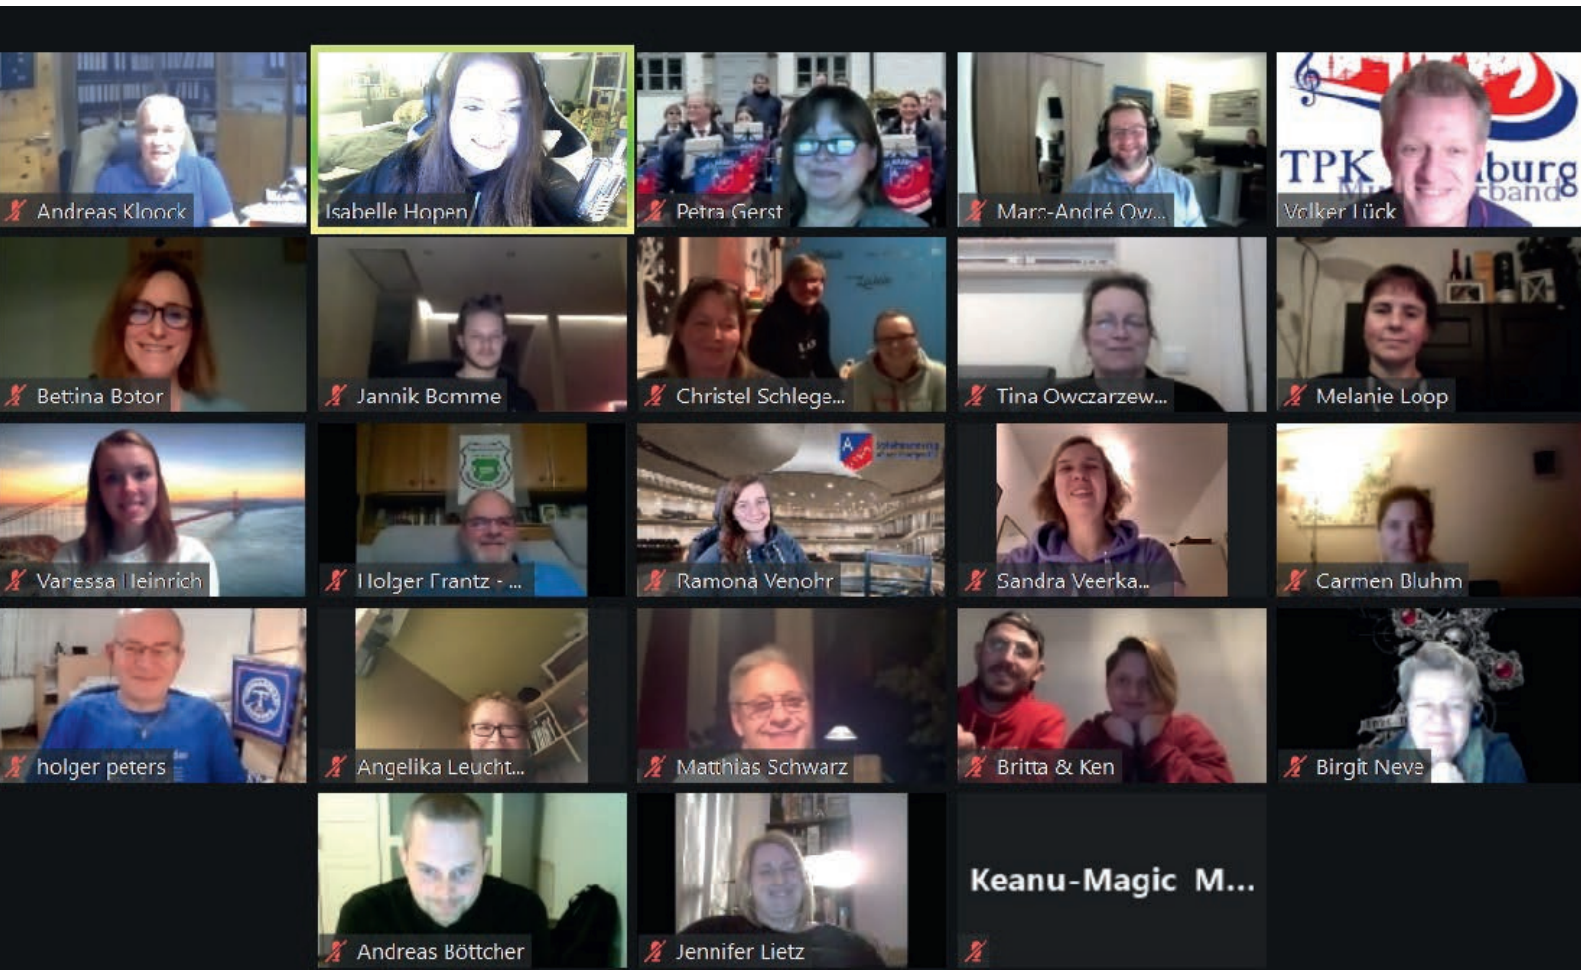 Andreas Kloock
Isabelle Hopen
Petra Gerst
Marc-André Ow...
TPK burg
Volker Lück
Bettina Botor
Jannik Bomme
Christel Schlege...
Tina Owczarzew...
Melanie Loop
Vanessa Heinrich
Holger Frantz - ...
Ramona Venohr
Sandra Veerka...
Carmen Bluhm
holger peters
Angelika Leucht...
Matthias Schwarz
Britta & Ken
Birgit Neve
Andreas Böttcher
Jennifer Lietz
Keanu-Magic M...